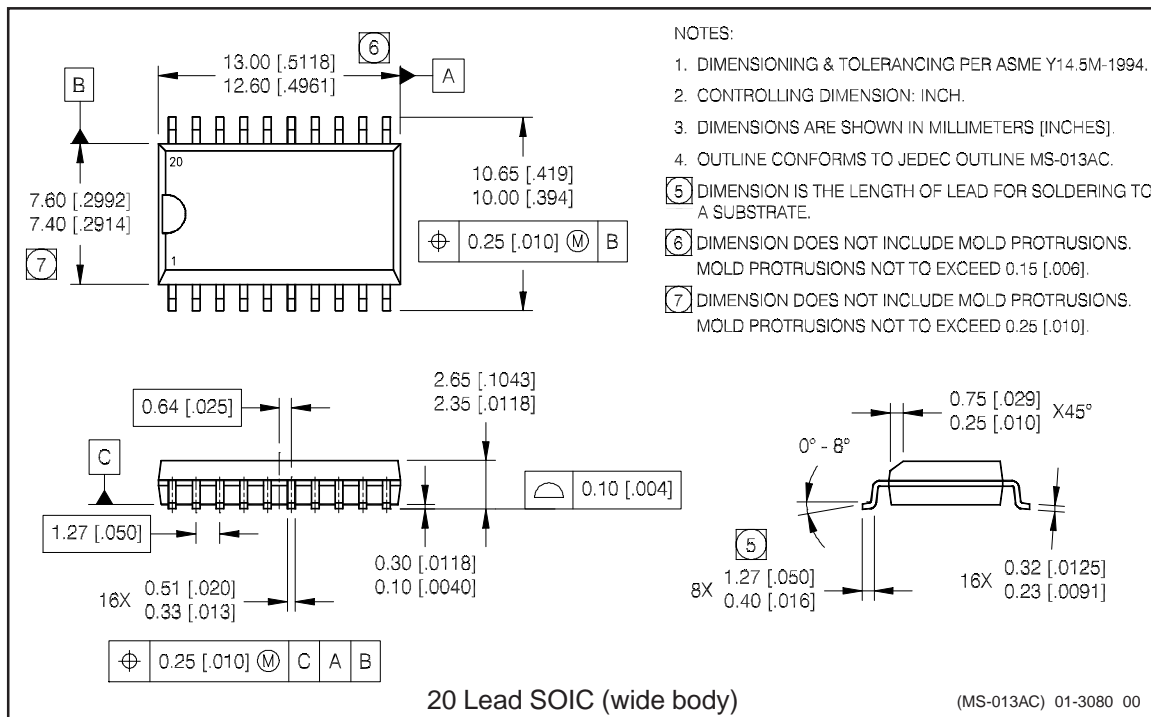 13.00 [.5118]
12.60 [.4961]
6
A
B
20
1
7.60 [.2992]
7.40 [.2914]
7
10.65 [.419]
10.00 [.394]
⌖ 0.25 [.010] Ⓜ B
NOTES:
1. DIMENSIONING & TOLERANCING PER ASME Y14.5M-1994.
2. CONTROLLING DIMENSION: INCH.
3. DIMENSIONS ARE SHOWN IN MILLIMETERS [INCHES].
4. OUTLINE CONFORMS TO JEDEC OUTLINE MS-013AC.
5 DIMENSION IS THE LENGTH OF LEAD FOR SOLDERING TO
A SUBSTRATE.
6 DIMENSION DOES NOT INCLUDE MOLD PROTRUSIONS.
MOLD PROTRUSIONS NOT TO EXCEED 0.15 [.006].
7 DIMENSION DOES NOT INCLUDE MOLD PROTRUSIONS.
MOLD PROTRUSIONS NOT TO EXCEED 0.25 [.010].
0.64 [.025]
2.65 [.1043]
2.35 [.0118]
C
0.10 [.004]
1.27 [.050]
0.30 [.0118]
0.10 [.0040]
16X 0.51 [.020]
0.33 [.013]
⌖ 0.25 [.010] Ⓜ C A B
0.75 [.029]
0.25 [.010] X45°
0° - 8°
5
8X 1.27 [.050]
0.40 [.016]
16X 0.32 [.0125]
0.23 [.0091]
20 Lead SOIC (wide body)
(MS-013AC) 01-3080 00